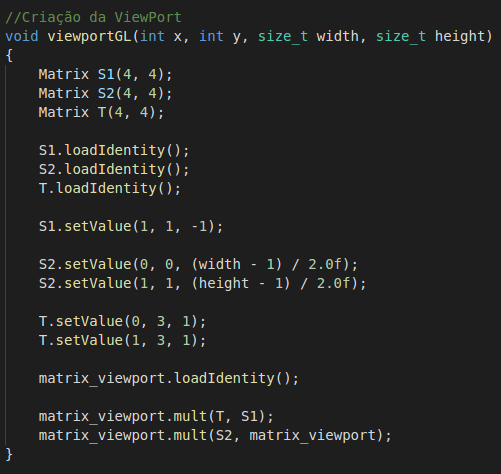 //Criação da ViewPort
void viewportGL(int x, int y, size_t width, size_t height)
{
    Matrix S1(4, 4);
    Matrix S2(4, 4);
    Matrix T(4, 4);

    S1.loadIdentity();
    S2.loadIdentity();
    T.loadIdentity();

    S1.setValue(1, 1, -1);

    S2.setValue(0, 0, (width - 1) / 2.0f);
    S2.setValue(1, 1, (height - 1) / 2.0f);

    T.setValue(0, 3, 1);
    T.setValue(1, 3, 1);

    matrix_viewport.loadIdentity();

    matrix_viewport.mult(T, S1);
    matrix_viewport.mult(S2, matrix_viewport);
}